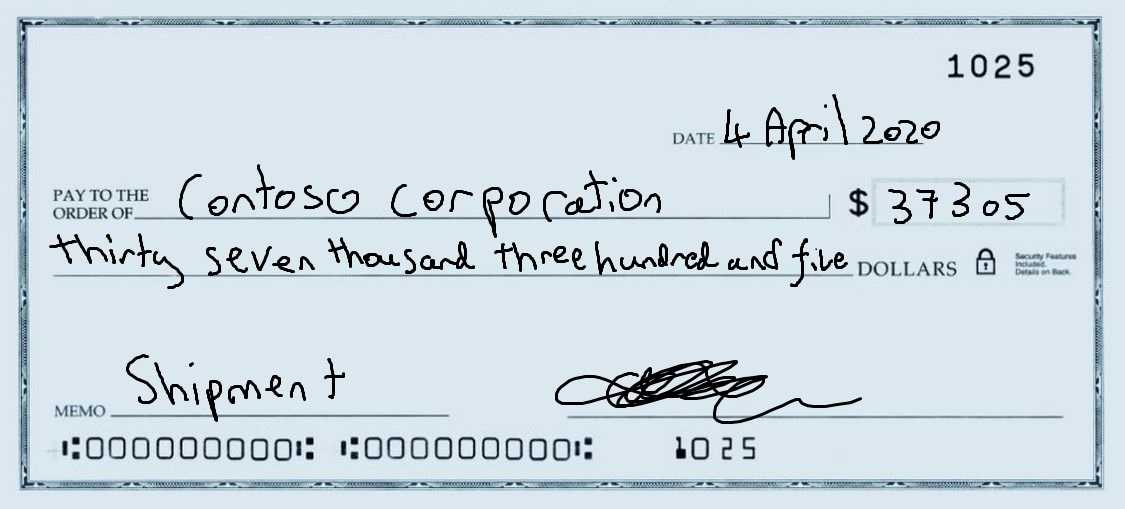 1025
DATE 4 April 2020
PAY TO THE
ORDER OF Contosco Corporation $ 37305
thirty seven thousand three hundred and five DOLLARS
Security Features
Included.
Details on Back.
Shipment
MEMO
⑆000000000⑆ ⑆000000000⑆ 1025